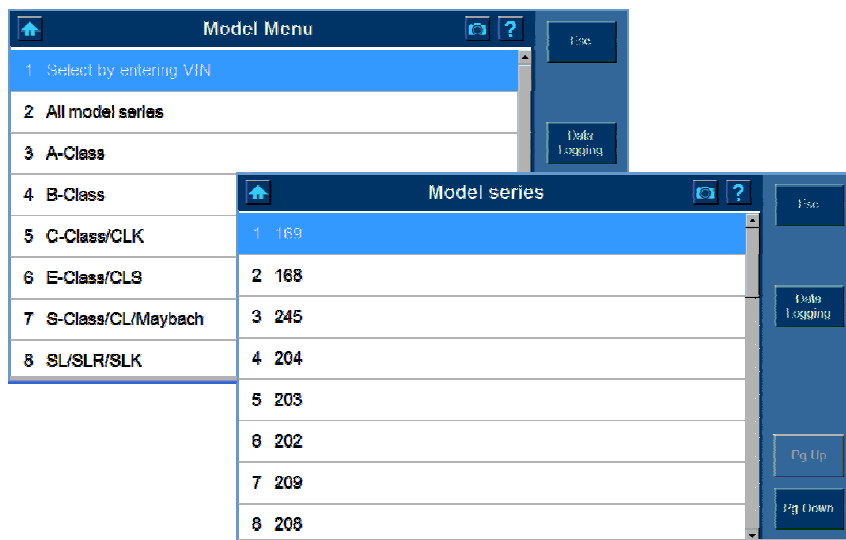 Model Menu
?
Esc
1 Select by entering VIN
2 All model series
3 A-Class
4 B-Class
5 C-Class/CLK
6 E-Class/CLS
7 S-Class/CL/Maybach
8 SL/SLR/SLK
Data
Logging
Model series
?
Esc
1 169
2 168
3 245
4 204
5 203
6 202
7 209
8 208
Data
Logging
Pg Up
Pg Down